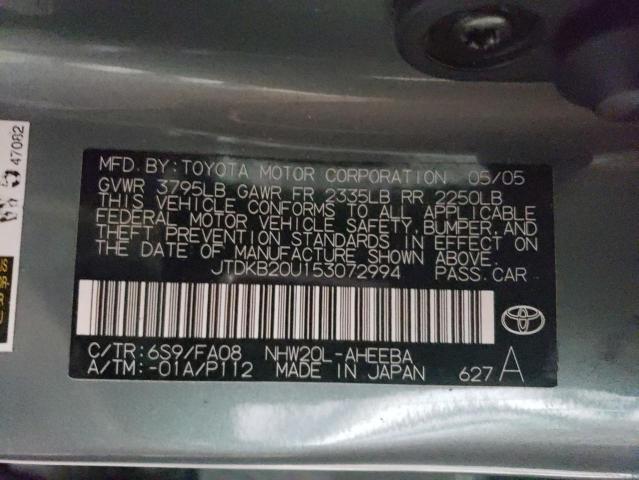 MFD.BY:TOYOTA MOTOR CORPORATION 05/05
GVWR 3795LB GAWR FR 2335LB RR 2250LB
THIS VEHICLE CONFORMS TO ALL APPLICABLE
FEDERAL MOTOR VEHICLE SAFETY,BUMPER,AND
THEFT PREVENTION STANDARDS IN EFFECT ON
THE DATE OF MANUFACTURE SHOWN ABOVE.
JTDKB20U153072994 PASS.CAR
C/TR:6S9/FA08 NHW20L-AHEEBA
A/TM:-01A/P112 MADE IN JAPAN 627 A
47082